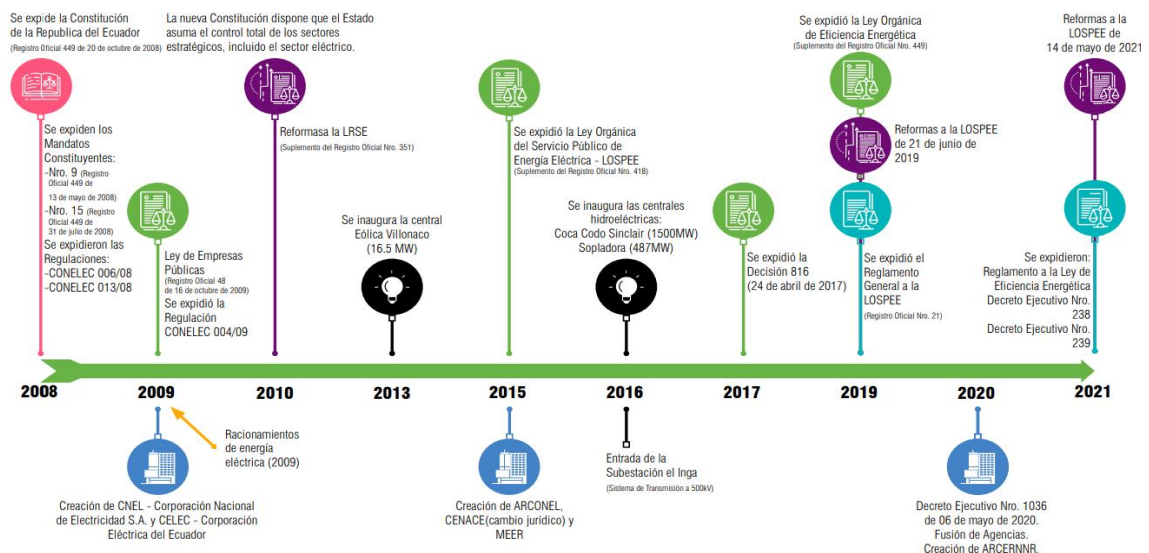 Se expide la Constitución
de la Republica del Ecuador
(Registro Oficial 449 de 20 de octubre de 2008)
La nueva Constitución dispone que el Estado
asuma el control total de los sectores
estratégicos, incluido el sector eléctrico.
Se expidió la Ley Orgánica
de Eficiencia Energética
(Suplemento del Registro Oficial Nro. 449)
Reformas a la
LOSPEE de
14 de mayo de 2021
Se expiden los
Mandatos
Constituyentes:
-Nro. 9 (Registro
Oficial 449 de
13 de mayo de 2008)
-Nro. 15 (Registro
Oficial 449 de
31 de julio de 2008)
Se expidieron las
Regulaciones:
-CONELEC 006/08
-CONELEC 013/08
Ley de Empresas
Públicas
(Registro Oficial 48
de 16 de octubre de 2009)
Se expidió la
Regulación
CONELEC 004/09
Reformasa la LRSE
(Suplemento del Registro Oficial Nro. 351)
Se inaugura la central
Eólica Villonaco
(16.5 MW)
Se expidió la Ley Orgánica
del Servicio Público de
Energía Eléctrica - LOSPEE
(Suplemento del Registro Oficial Nro. 418)
Se inaugura las centrales
hidroeléctricas:
Coca Codo Sinclair (1500MW)
Sopladora (487MW)
Se expidió la
Decisión 816
(24 de abril de 2017)
Reformas a la LOSPEE
de 21 de junio de
2019
Se expidió el
Reglamento
General a la
LOSPEE
(Registro Oficial Nro. 21)
Se expidieron:
Reglamento a la Ley de
Eficiencia Energética
Decreto Ejecutivo Nro.
238
Decreto Ejecutivo Nro.
239
2008
2009
2010
2013
2015
2016
2017
2019
2020
2021
Racionamientos
de energía
eléctrica (2009)
Creación de CNEL - Corporación Nacional
de Electricidad S.A. y CELEC - Corporación
Eléctrica del Ecuador
Creación de ARCONEL,
CENACE(cambio jurídico) y
MEER
Entrada de la
Subestación el Inga
(Sistema de Transmisión a 500kV)
Decreto Ejecutivo Nro. 1036
de 06 de mayo de 2020.
Fusión de Agencias.
Creación de ARCERNNR.